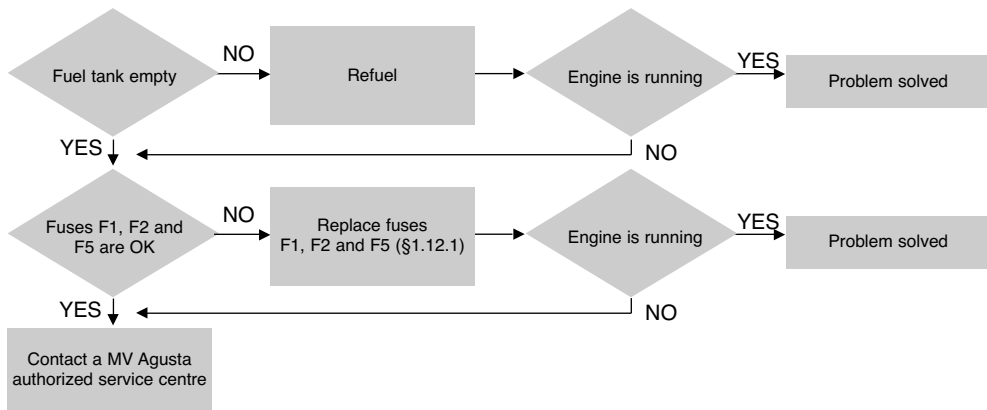 Fuel tank empty
NO
Refuel
Engine is running
YES
Problem solved
YES
NO
Fuses F1, F2 and
F5 are OK
NO
Replace fuses
F1, F2 and F5 (§1.12.1)
Engine is running
YES
Problem solved
YES
NO
Contact a MV Agusta
authorized service centre